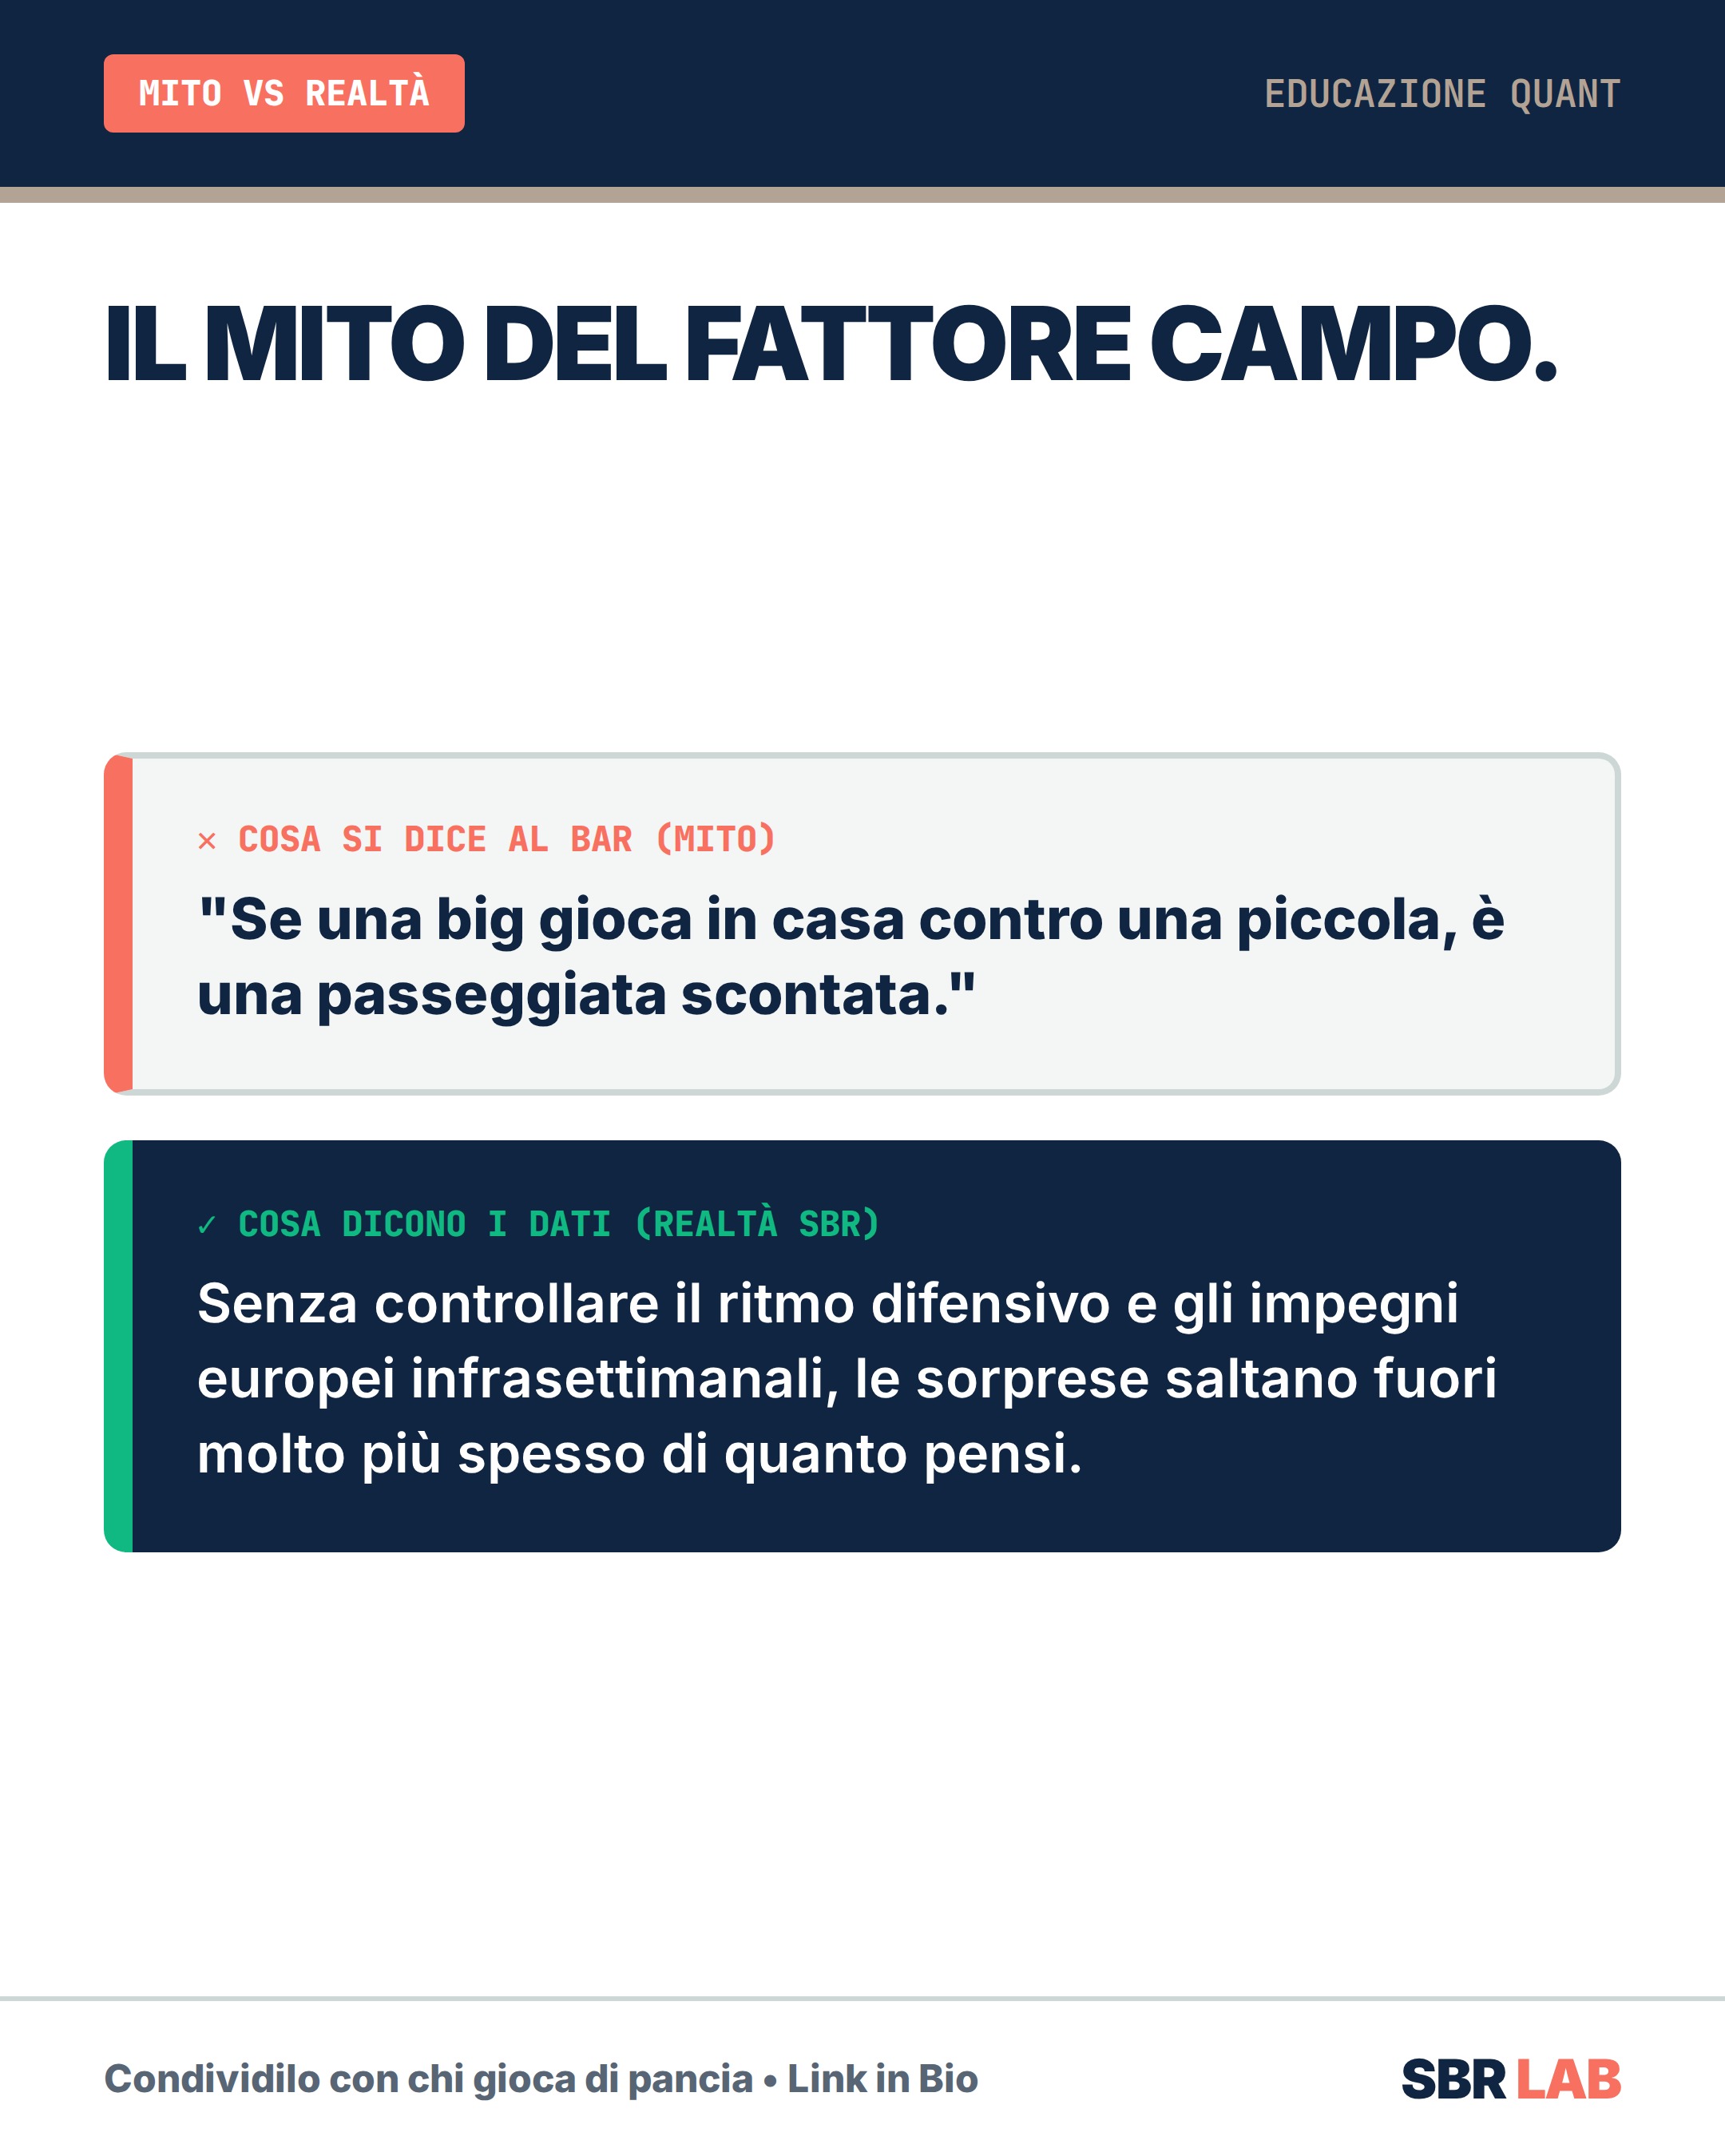 MITO VS REALTÀ
EDUCAZIONE QUANT
IL MITO DEL FATTORE CAMPO.
✕ COSA SI DICE AL BAR (MITO)
"Se una big gioca in casa contro una piccola, è
una passeggiata scontata."
✓ COSA DICONO I DATI (REALTÀ SBR)
Senza controllare il ritmo difensivo e gli impegni
europei infrasettimanali, le sorprese saltano fuori
molto più spesso di quanto pensi.
Condividilo con chi gioca di pancia • Link in Bio
SBR LAB